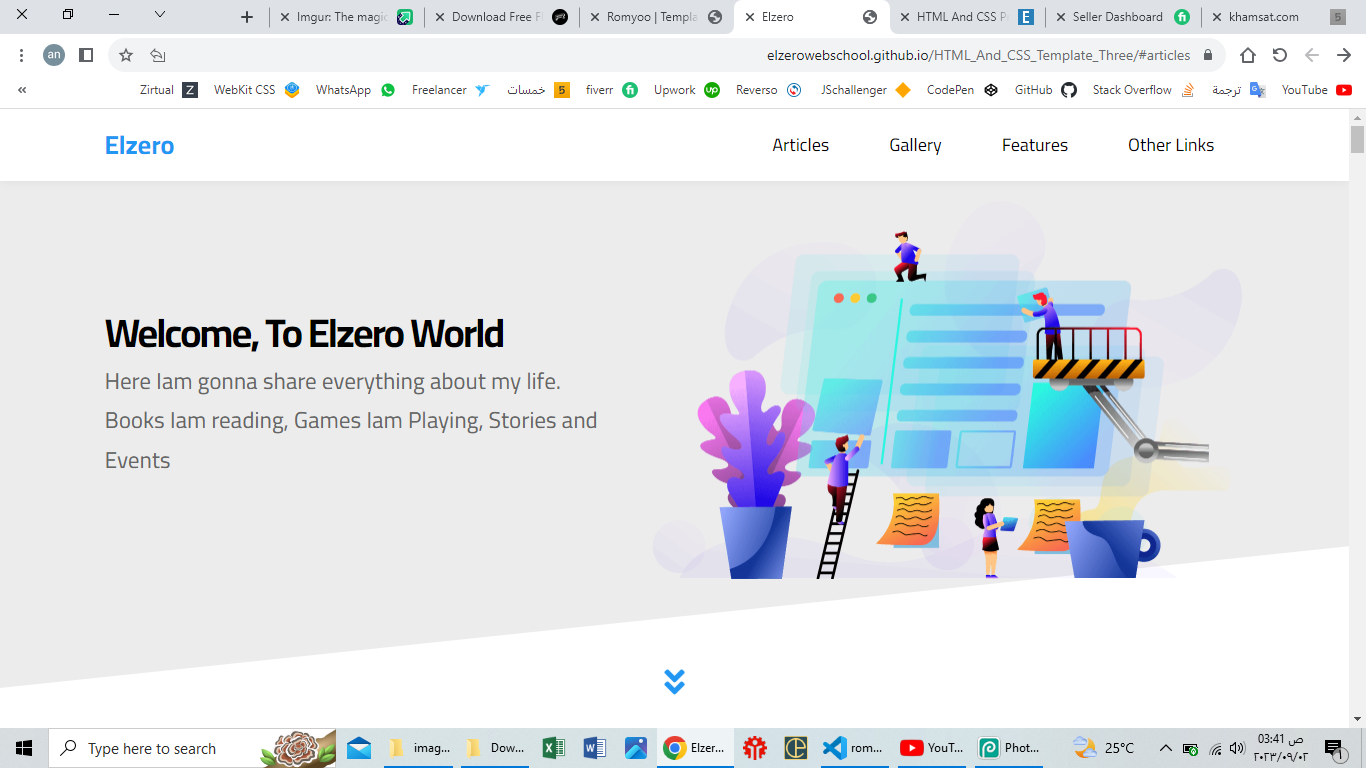 Imgur: The magic
Download Free F
Romyoo | Templa
Elzero
HTML And CSS P
Seller Dashboard
khamsat.com
an
elzerowebschool.github.io/HTML_And_CSS_Template_Three/#articles
Zirtual
WebKit CSS
WhatsApp
Freelancer
خمسات
fiverr
Upwork
Reverso
JSchallenger
CodePen
GitHub
Stack Overflow
ترجمة
YouTube
Elzero
Articles
Gallery
Features
Other Links
Welcome, To Elzero World
Here Iam gonna share everything about my life.
Books Iam reading, Games Iam Playing, Stories and
Events
Type here to search
imag...
Dow...
Elzer...
rom...
YouT...
Phot...
25°C
03:41 ص
٢٠٢٣/٠٩/٠٢
1